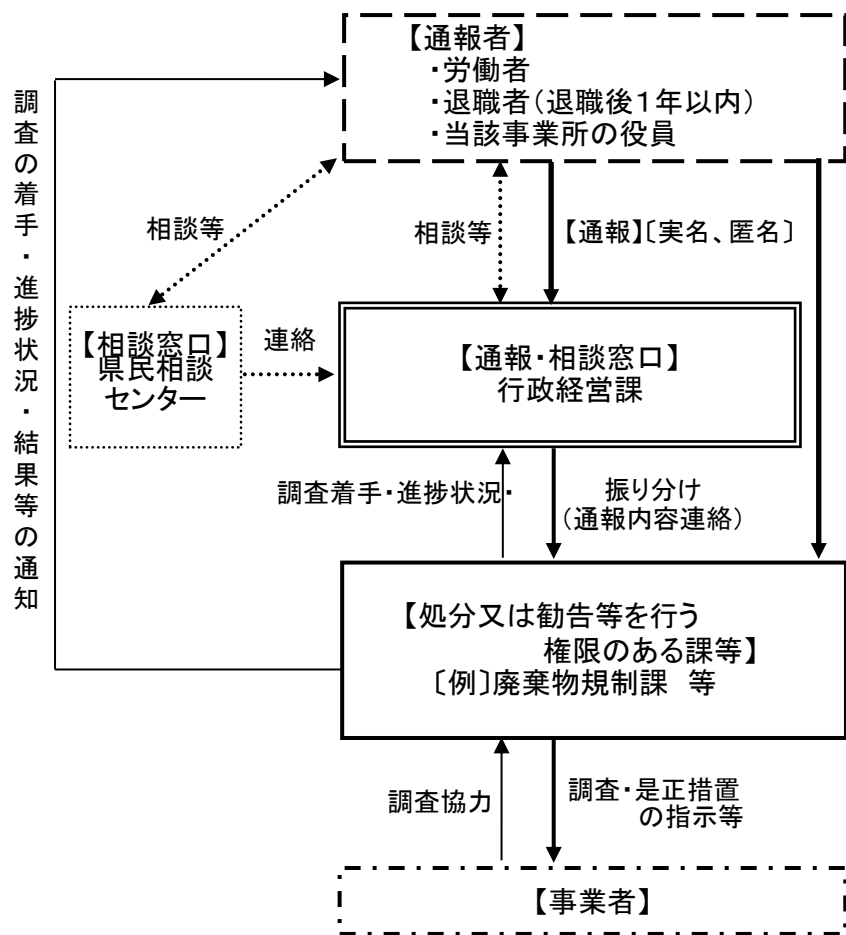 【通報者】
・労働者
・退職者(退職後1年以内)
・当該事業所の役員
調査の着手・進捗状況・結果等の通知
相談等
相談等
【通報】〔実名、匿名〕
【相談窓口】
県民相談
センター
連絡
【通報・相談窓口】
行政経営課
調査着手・進捗状況・
振り分け
(通報内容連絡)
【処分又は勧告等を行う
権限のある課等】
〔例〕廃棄物規制課 等
調査協力
調査・是正措置
の指示等
【事業者】